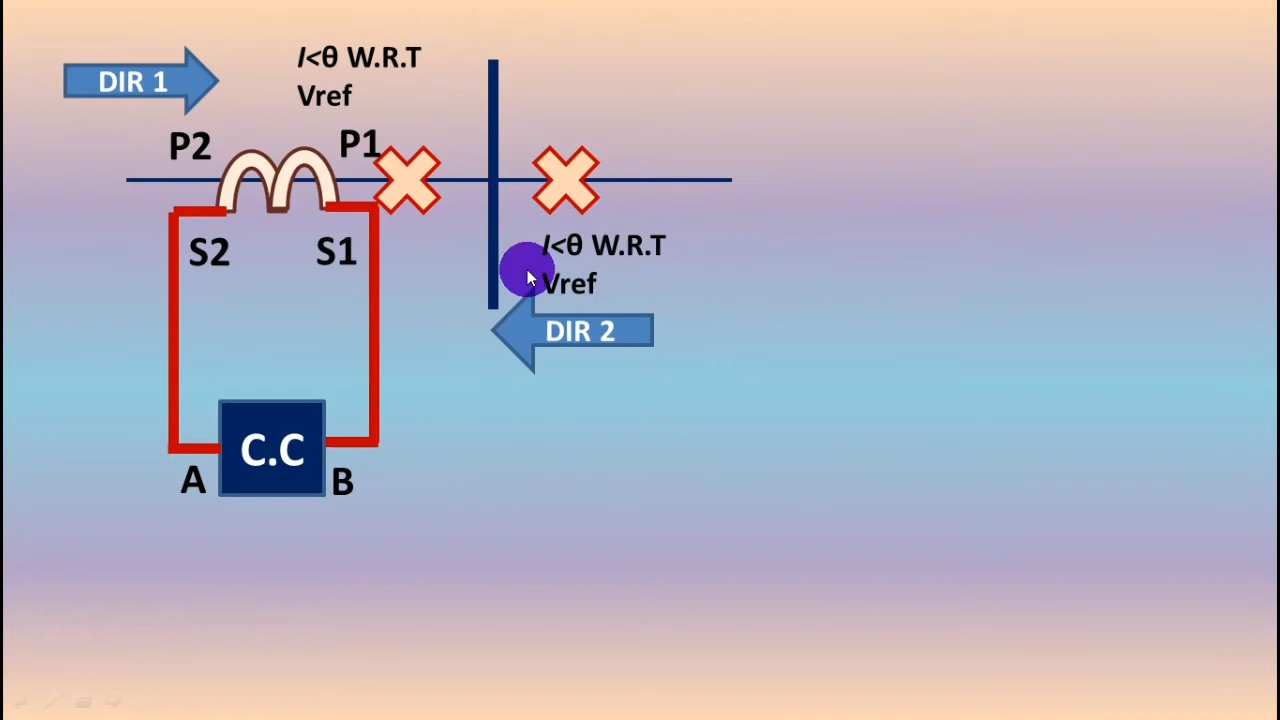 DIR 1
I<θ W.R.T
Vref
P2
P1
S2
S1
I<θ W.R.T
Vref
DIR 2
C.C
A
B